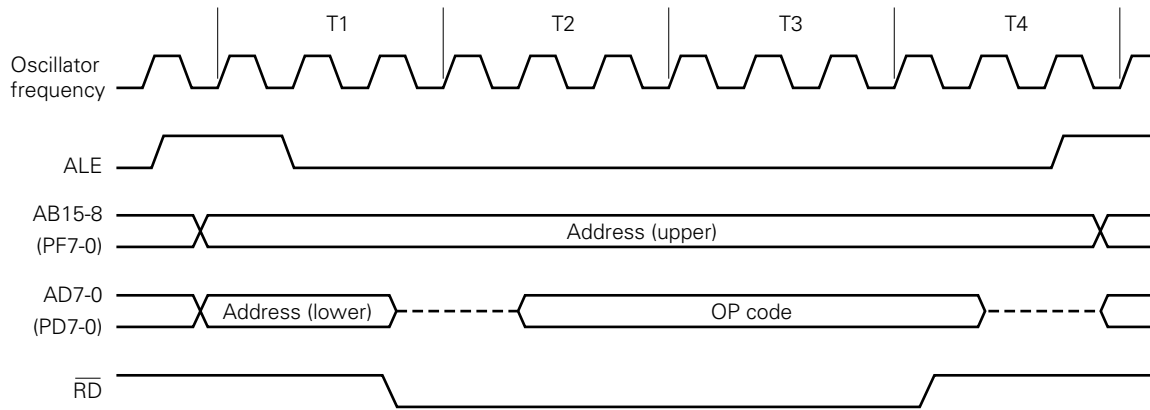 T1 T2 T3 T4
Oscillator
frequency
ALE
AB15-8
(PF7-0)
Address (upper)
AD7-0
(PD7-0)
Address (lower) OP code
RD